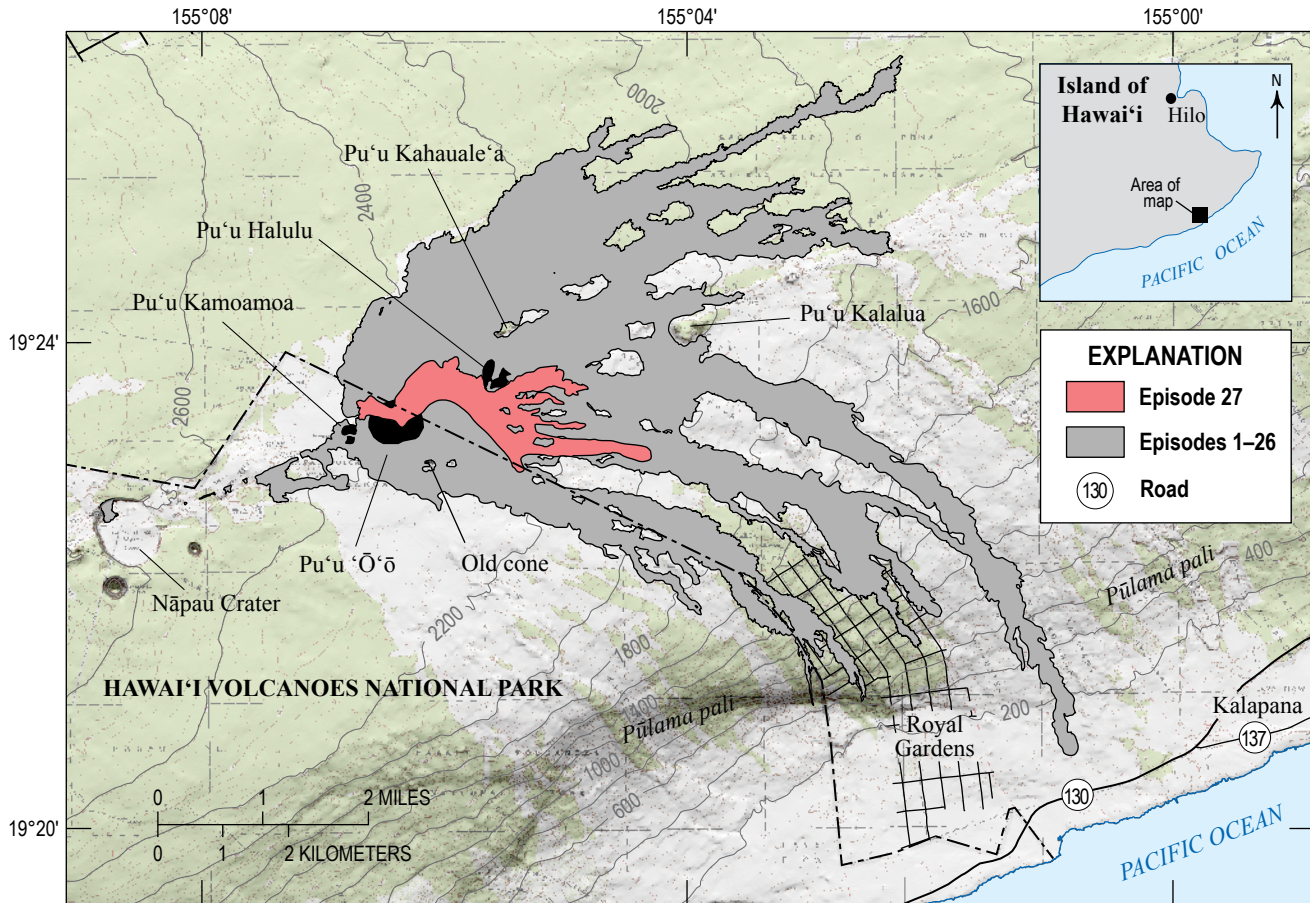 155°08'
155°04'
155°00'
19°24'
19°20'
Island of
Hawai‘i
N
Hilo
Area of
map
PACIFIC OCEAN
EXPLANATION
Episode 27
Episodes 1–26
130 Road
Pu‘u Kahauale‘a
Pu‘u Halulu
Pu‘u Kamoamoa
Pu‘u Kalalua
Pu‘u ‘Ō‘ō
Old cone
Nāpau Crater
HAWAI‘I VOLCANOES NATIONAL PARK
Pūlama pali
Pūlama pali
Royal
Gardens
Kalapana
137
130
PACIFIC OCEAN
2000
2400
2600
1600
2200
1800
1400
1000
600
200
400
0 1 2 MILES
0 1 2 KILOMETERS